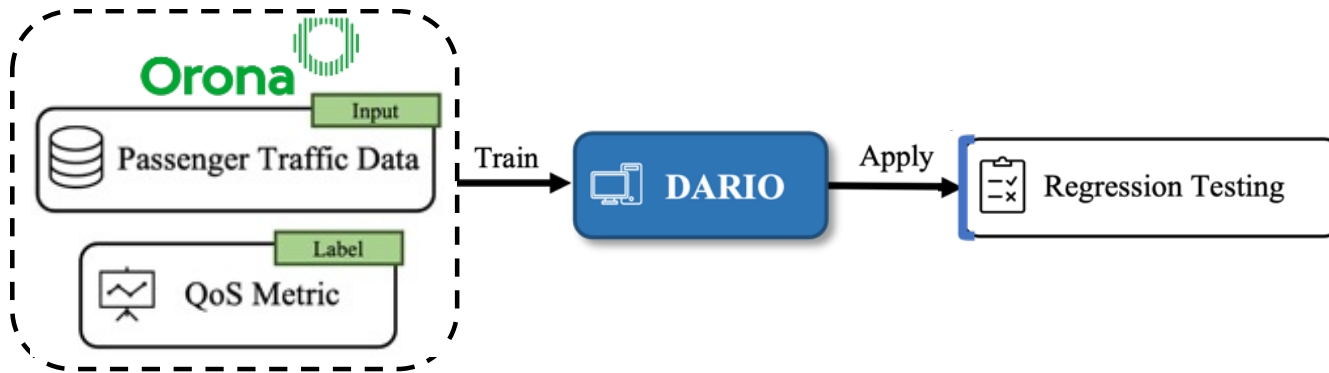 Orona
Input
Passenger Traffic Data
Label
QoS Metric
Train
DARIO
Apply
Regression Testing